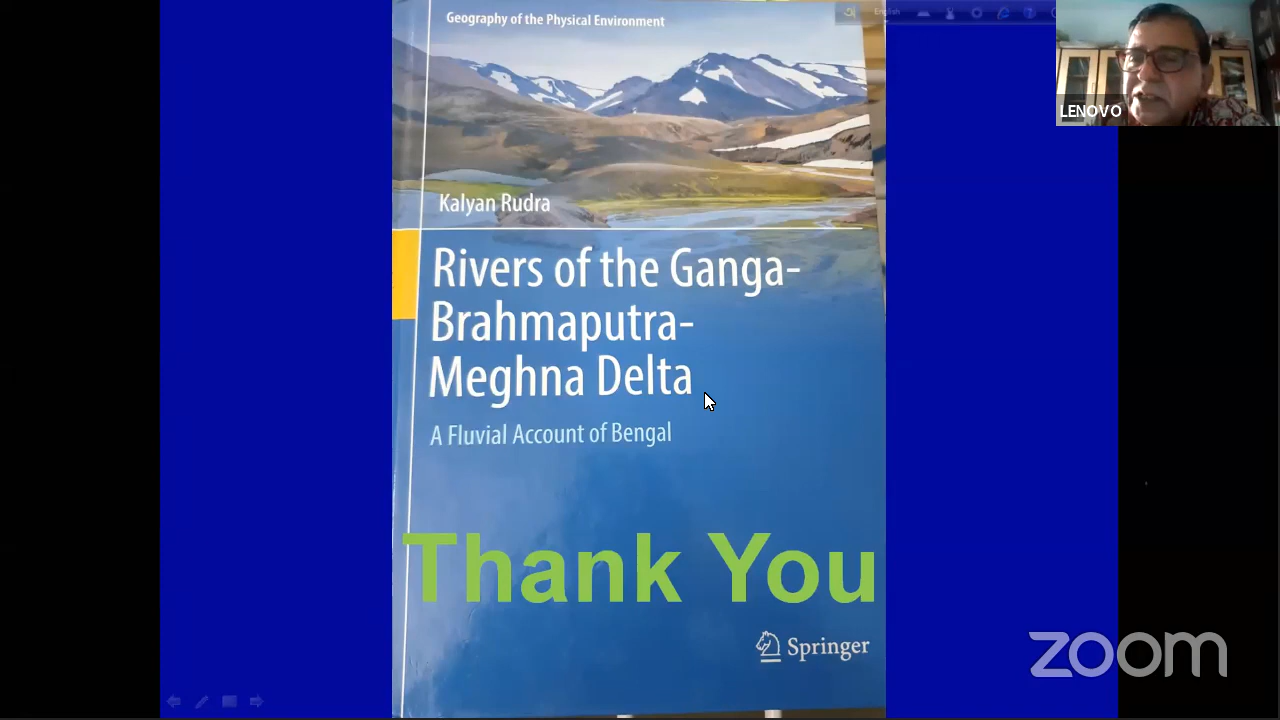 Geography of the Physical Environment
English
LENOVO
Kalyan Rudra
Rivers of the Ganga-
Brahmaputra-
Meghna Delta
A Fluvial Account of Bengal
Thank You
Springer
zoom